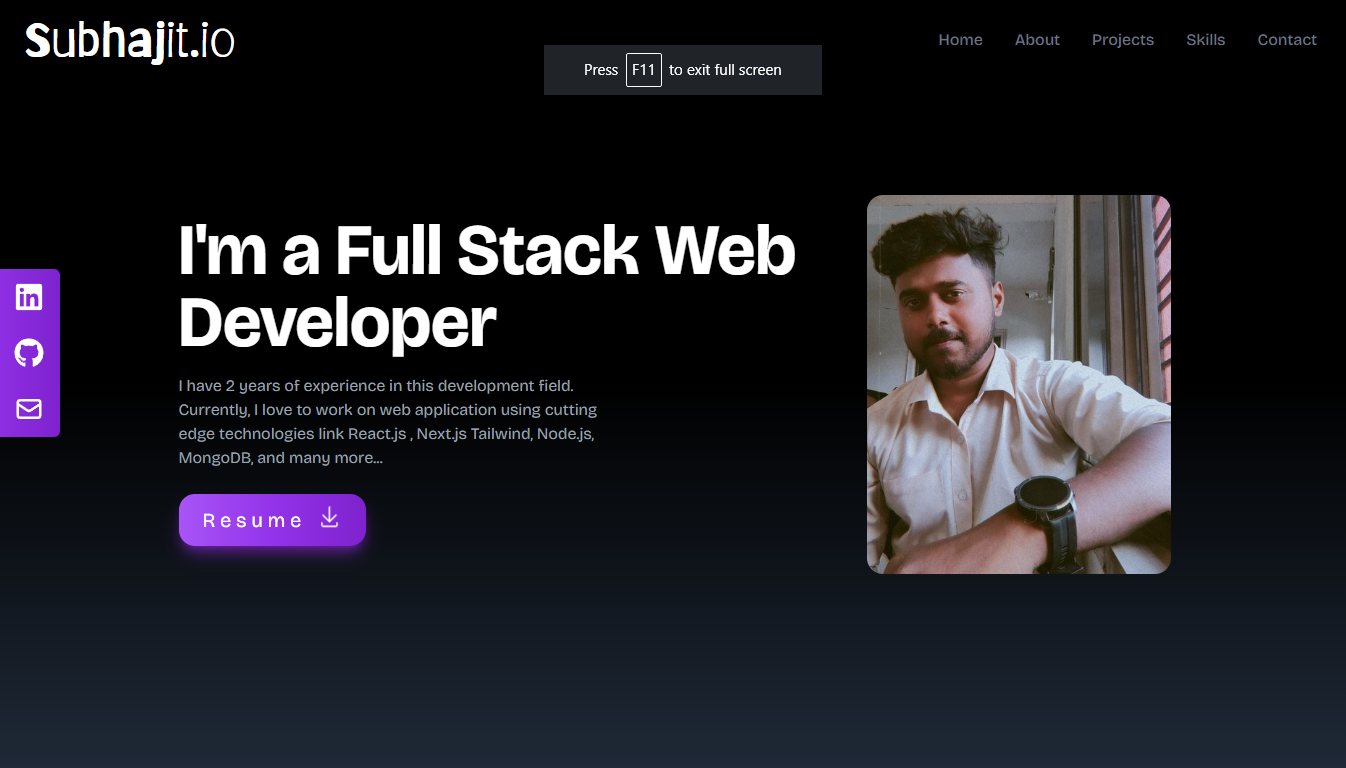 Subhajit.io
Home About Projects Skills Contact
Press F11 to exit full screen
I'm a Full Stack Web
Developer
in
I have 2 years of experience in this development field.
Currently, I love to work on web application using cutting
edge technologies link React.js , Next.js Tailwind, Node.js,
MongoDB, and many more...
Resume